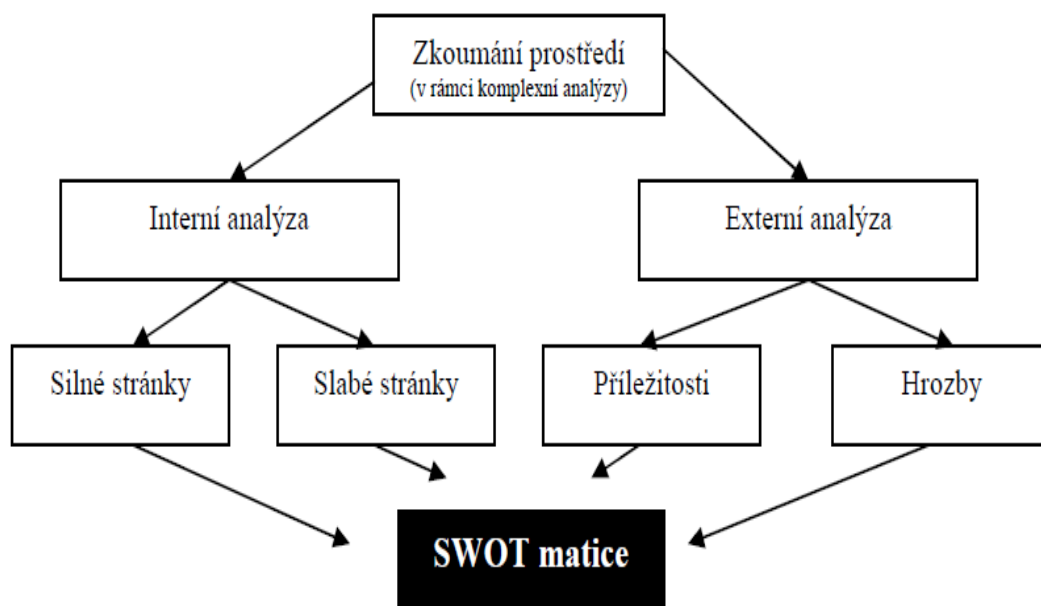 Zkoumání prostředí
(v rámci komplexní analýzy)
Interní analýza
Externí analýza
Silné stránky
Slabé stránky
Příležitosti
Hrozby
SWOT matice